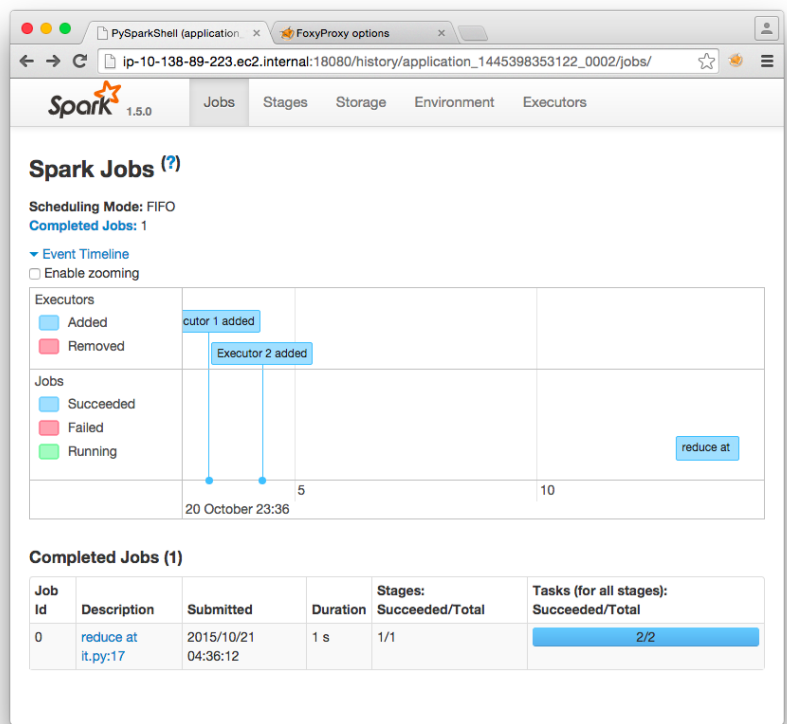 PySparkShell (application_
FoxyProxy options
ip-10-138-89-223.ec2.internal:18080/history/application_1445398353122_0002/jobs/
Spark 1.5.0
Jobs Stages Storage Environment Executors
Spark Jobs (?)
Scheduling Mode: FIFO
Completed Jobs: 1
Event Timeline
Enable zooming
Executors
Added
Removed
cutor 1 added
Executor 2 added
Jobs
Succeeded
Failed
Running
reduce at
5 10
20 October 23:36
Completed Jobs (1)
Job Id Description Submitted Duration Stages: Succeeded/Total Tasks (for all stages): Succeeded/Total
0 reduce at it.py:17 2015/10/21 04:36:12 1 s 1/1 2/2